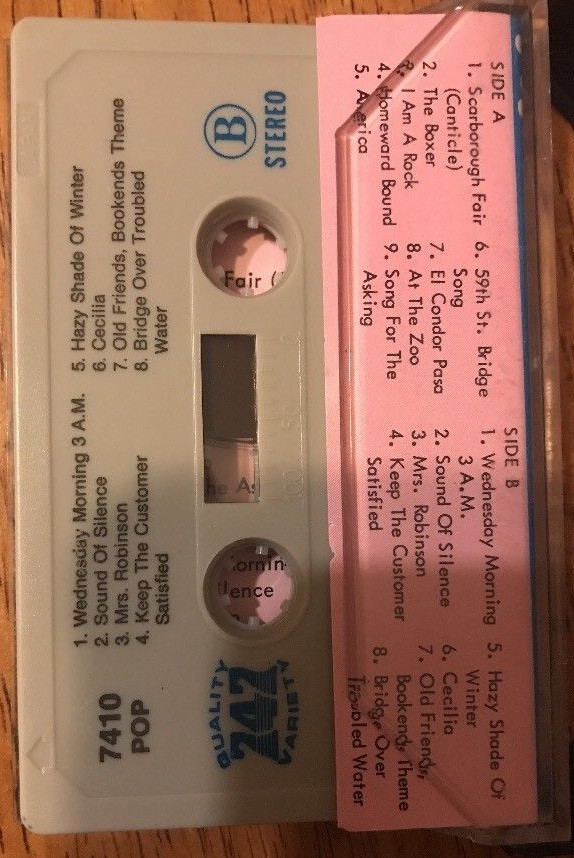 SIDE A
1. Scarborough Fair
(Canticle)
2. The Boxer
3. I Am A Rock
4. Homeward Bound
5. America
6. 59th St. Bridge
Song
7. El Condor Pasa
8. At The Zoo
9. Song For The
Asking
SIDE B
1. Wednesday Morning
3 A.M.
2. Sound Of Silence
3. Mrs. Robinson
4. Keep The Customer
Satisfied
5. Hazy Shade Of
Winter
6. Cecilia
7. Old Friends,
Bookends Theme
8. Bridge Over
Troubled Water
B
STEREO
Fair (
he As
ornin
lence
QUALITY
242
VARIETY
1. Wednesday Morning 3 A.M.
2. Sound Of Silence
3. Mrs. Robinson
4. Keep The Customer
Satisfied
5. Hazy Shade Of Winter
6. Cecilia
7. Old Friends, Bookends Theme
8. Bridge Over Troubled
Water
7410
POP